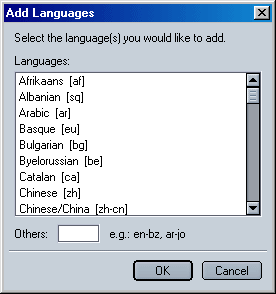 Add Languages
Select the language(s) you would like to add.
Languages:
Afrikaans [af]
Albanian [sq]
Arabic [ar]
Basque [eu]
Bulgarian [bg]
Byelorussian [be]
Catalan [ca]
Chinese [zh]
Chinese/China [zh-cn]
Others: e.g.: en-bz, ar-jo
OK Cancel